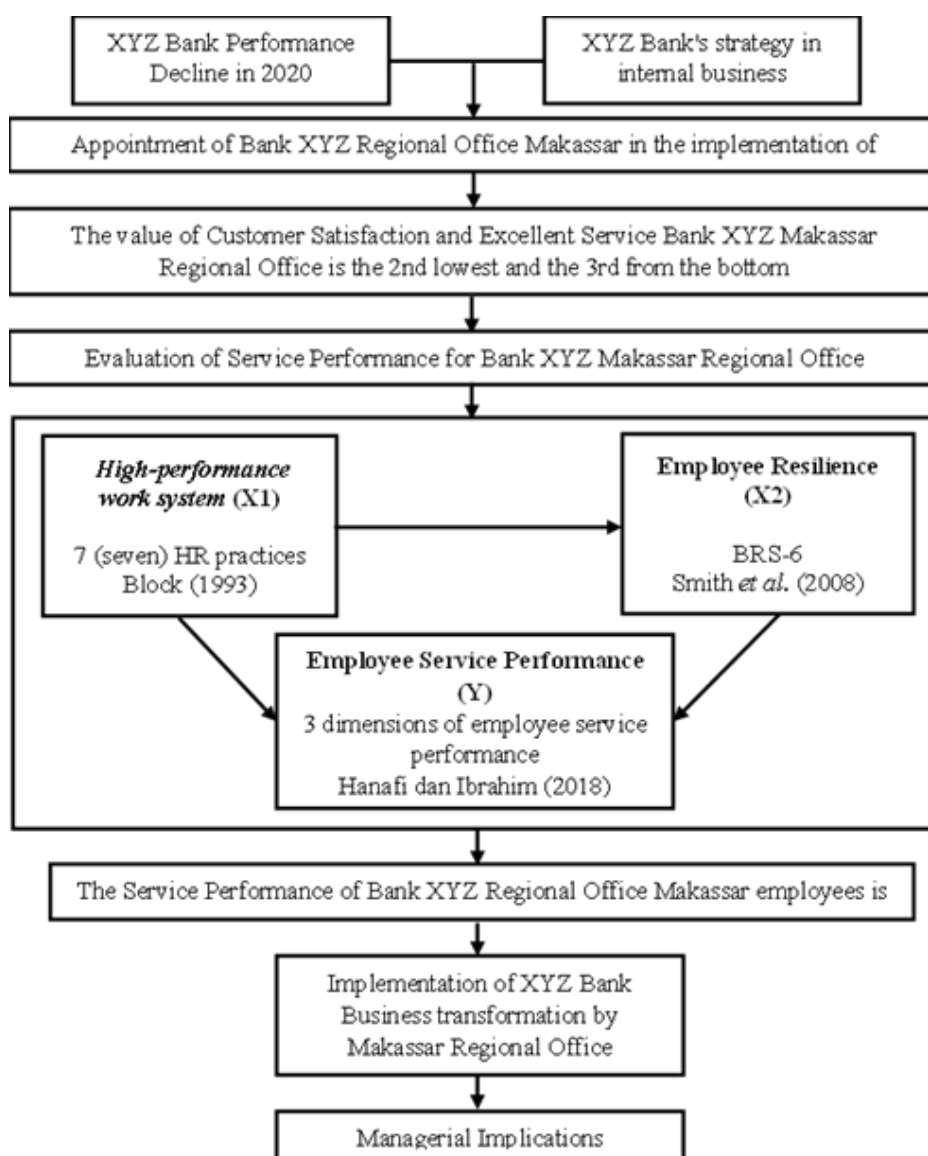 XYZ Bank Performance
Decline in 2020
XYZ Bank's strategy in
internal business
Appointment of Bank XYZ Regional Office Makassar in the implementation of
The value of Customer Satisfaction and Excellent Service Bank XYZ Makassar
Regional Office is the 2nd lowest and the 3rd from the bottom
Evaluation of Service Performance for Bank XYZ Makassar Regional Office
High-performance
work system (X1)
7 (seven) HR practices
Block (1993)
Employee Resilience
(X2)
BRS-6
Smith et al. (2008)
Employee Service Performance
(Y)
3 dimensions of employee service
performance
Hanafi dan Ibrahim (2018)
The Service Performance of Bank XYZ Regional Office Makassar employees is
Implementation of XYZ Bank
Business transformation by
Makassar Regional Office
Managerial Implications